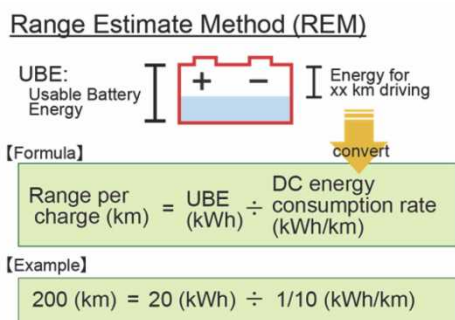 Range Estimate Method (REM)
UBE:
Usable Battery
Energy
+ −
Energy for
xx km driving
convert
【Formula】
Range per
charge (km)
=
UBE
(kWh)
÷
DC energy
consumption rate
(kWh/km)
【Example】
200 (km) = 20 (kWh) ÷ 1/10 (kWh/km)